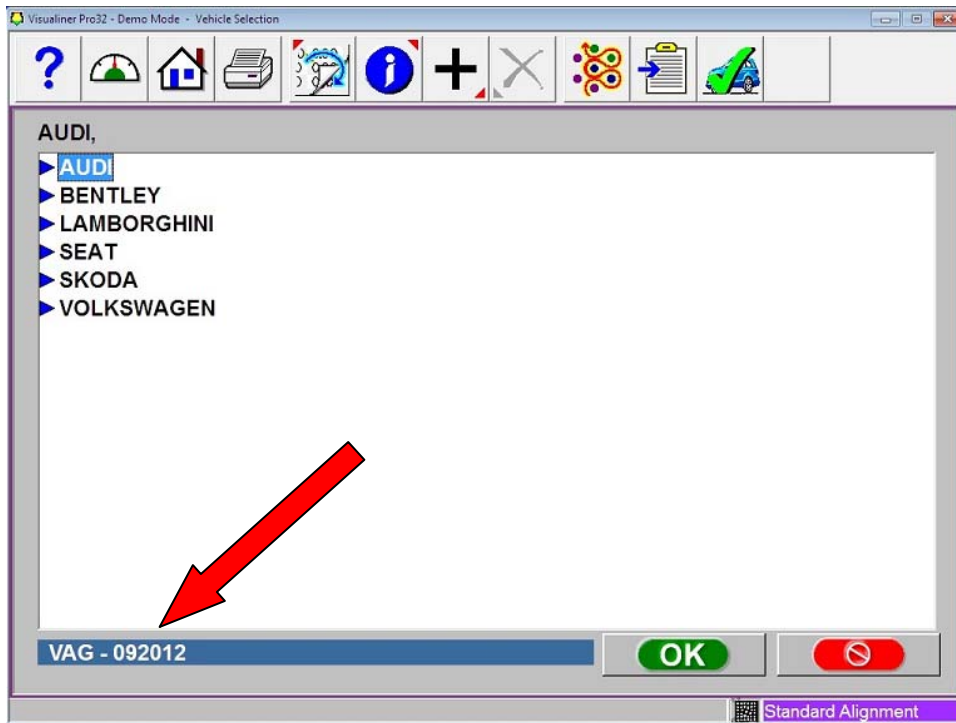 Visualiner Pro32 - Demo Mode - Vehicle Selection
?
i
AUDI,
AUDI
BENTLEY
LAMBORGHINI
SEAT
SKODA
VOLKSWAGEN
VAG - 092012
OK
Standard Alignment